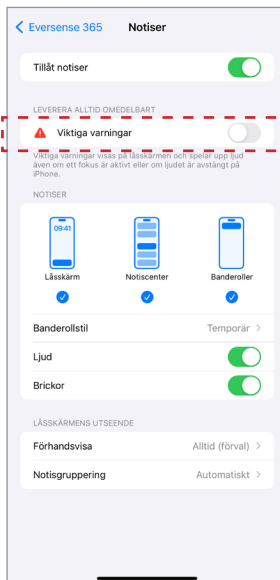 Eversense 365 Notiser
Tillåt notiser
LEVERERA ALLTID OMEDELBART
Viktiga varningar
Viktiga varningar visas på låsskärmen och spelar upp ljud
även om ett fokus är aktivt eller om ljudet är avstängt på
iPhone.
NOTISER
09:41
Låsskärm Notiscenter Banderoller
Banderollstil Temporär
Ljud
Brickor
LÅSSKÄRMENS UTSEENDE
Förhandsvisa Alltid (förval)
Notisgruppering Automatiskt